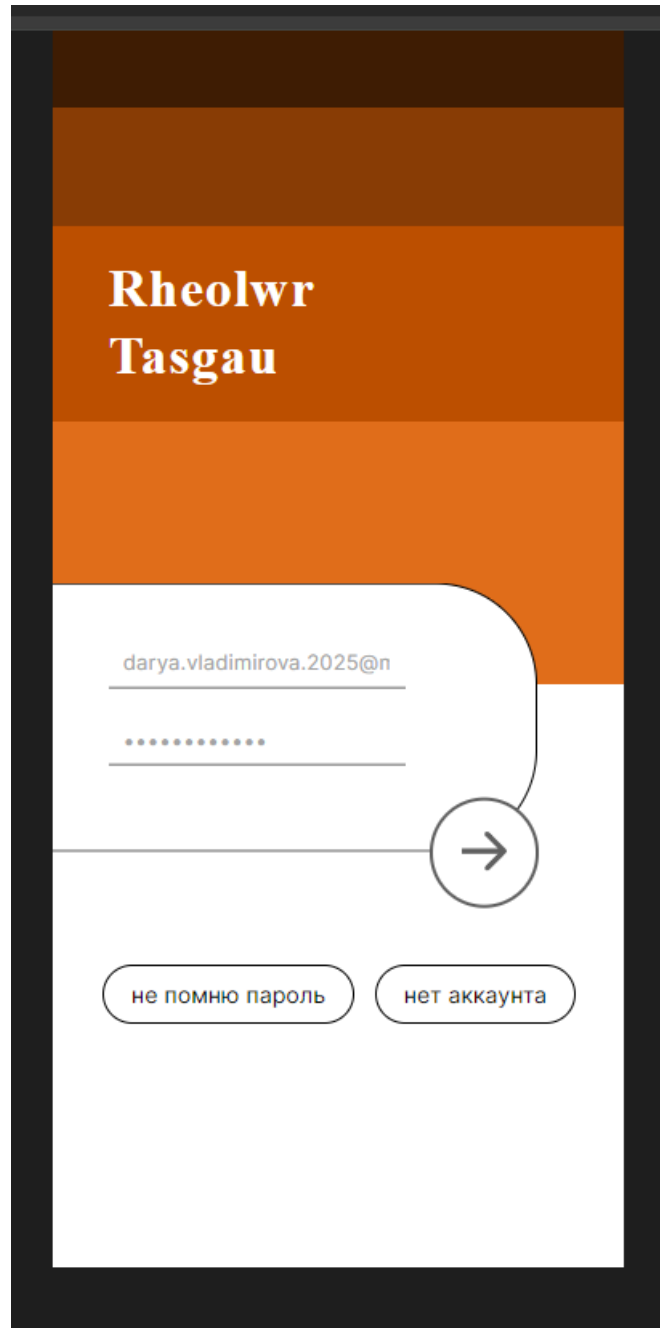 Rheolwr
Tasgau
darya.vladimirova.2025@n
••••••••••••
не помню пароль
нет аккаунта